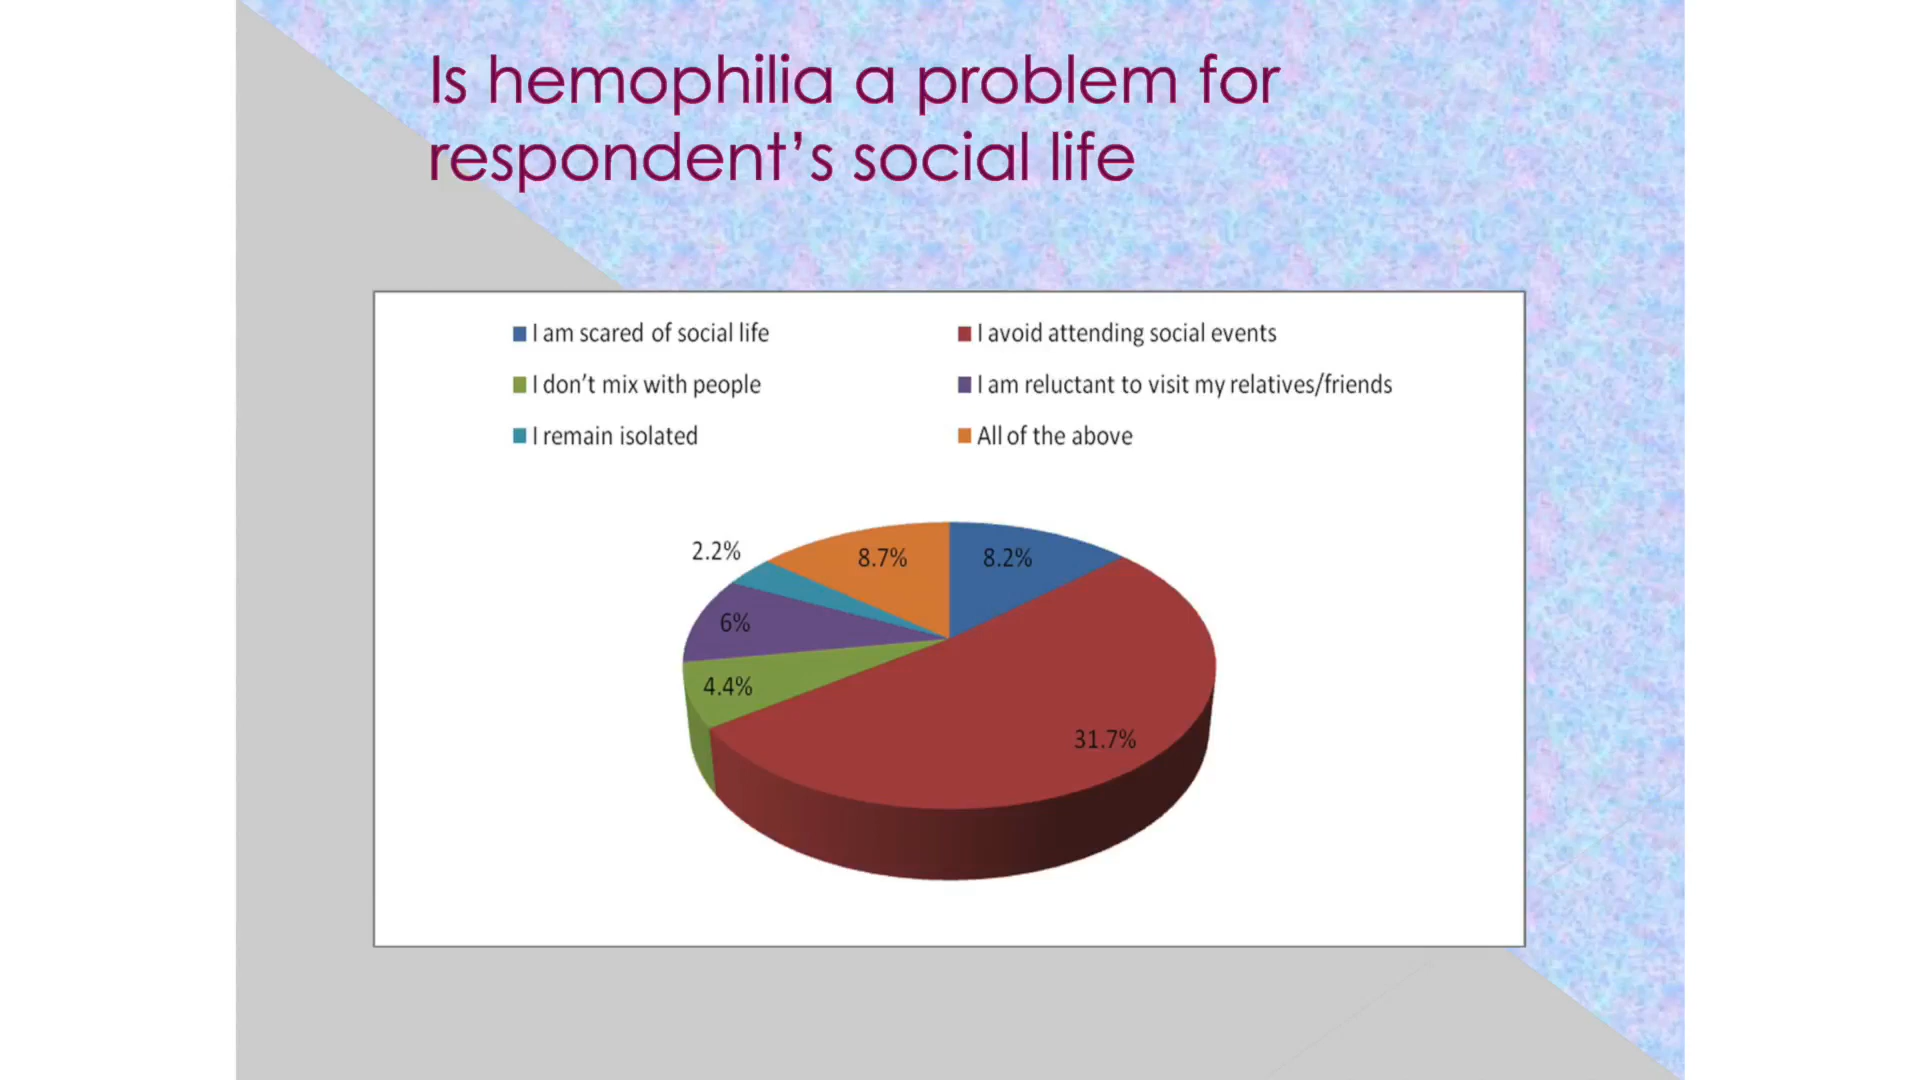 Is hemophilia a problem for
respondent’s social life
I am scared of social life
I avoid attending social events
I don’t mix with people
I am reluctant to visit my relatives/friends
I remain isolated
All of the above
2.2%
8.7%
8.2%
6%
4.4%
31.7%